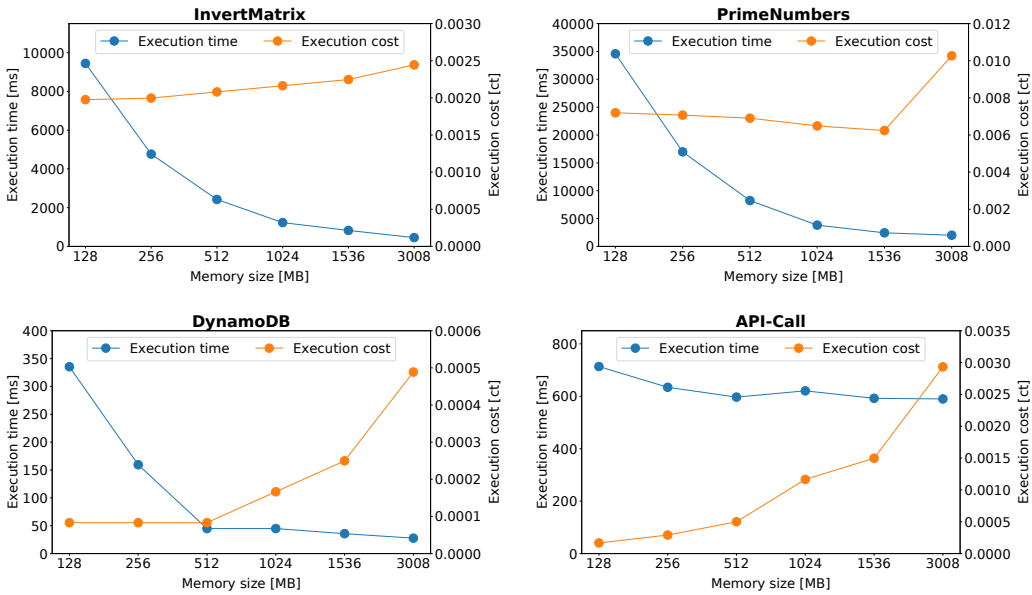 InvertMatrix
Execution time Execution cost
Execution time [ms]
10000
8000
6000
4000
2000
0
0.0030
0.0025
0.0020
0.0015
0.0010
0.0005
0.0000
Execution cost [ct]
128 256 512 1024 1536 3008
Memory size [MB]
PrimeNumbers
Execution time Execution cost
Execution time [ms]
40000
35000
30000
25000
20000
15000
10000
5000
0
0.012
0.010
0.008
0.006
0.004
0.002
0.000
Execution cost [ct]
128 256 512 1024 1536 3008
Memory size [MB]
DynamoDB
Execution time Execution cost
Execution time [ms]
400
350
300
250
200
150
100
50
0
0.0006
0.0005
0.0004
0.0003
0.0002
0.0001
0.0000
Execution cost [ct]
128 256 512 1024 1536 3008
Memory size [MB]
API-Call
Execution time Execution cost
Execution time [ms]
800
600
400
200
0
0.0035
0.0030
0.0025
0.0020
0.0015
0.0010
0.0005
0.0000
Execution cost [ct]
128 256 512 1024 1536 3008
Memory size [MB]